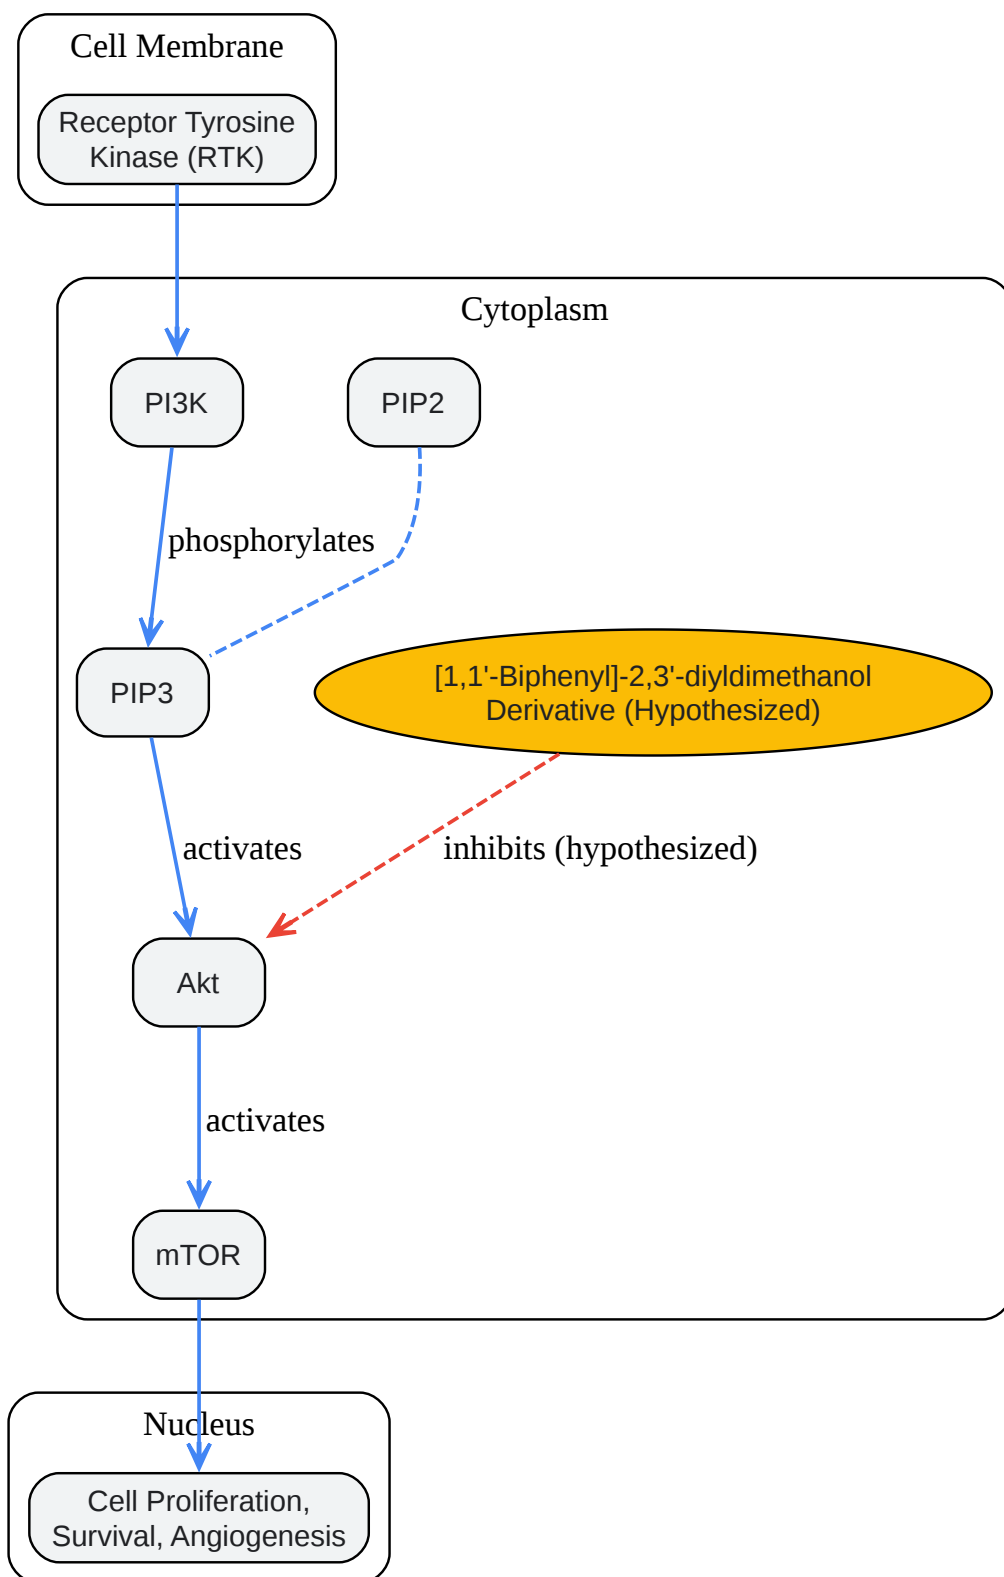 Cell Membrane
Receptor Tyrosine
Kinase (RTK)
Cytoplasm
PI3K
PIP2
phosphorylates
PIP3
[1,1'-Biphenyl]-2,3'-diyldimethanol
Derivative (Hypothesized)
activates
inhibits (hypothesized)
Akt
activates
mTOR
Nucleus
Cell Proliferation,
Survival, Angiogenesis